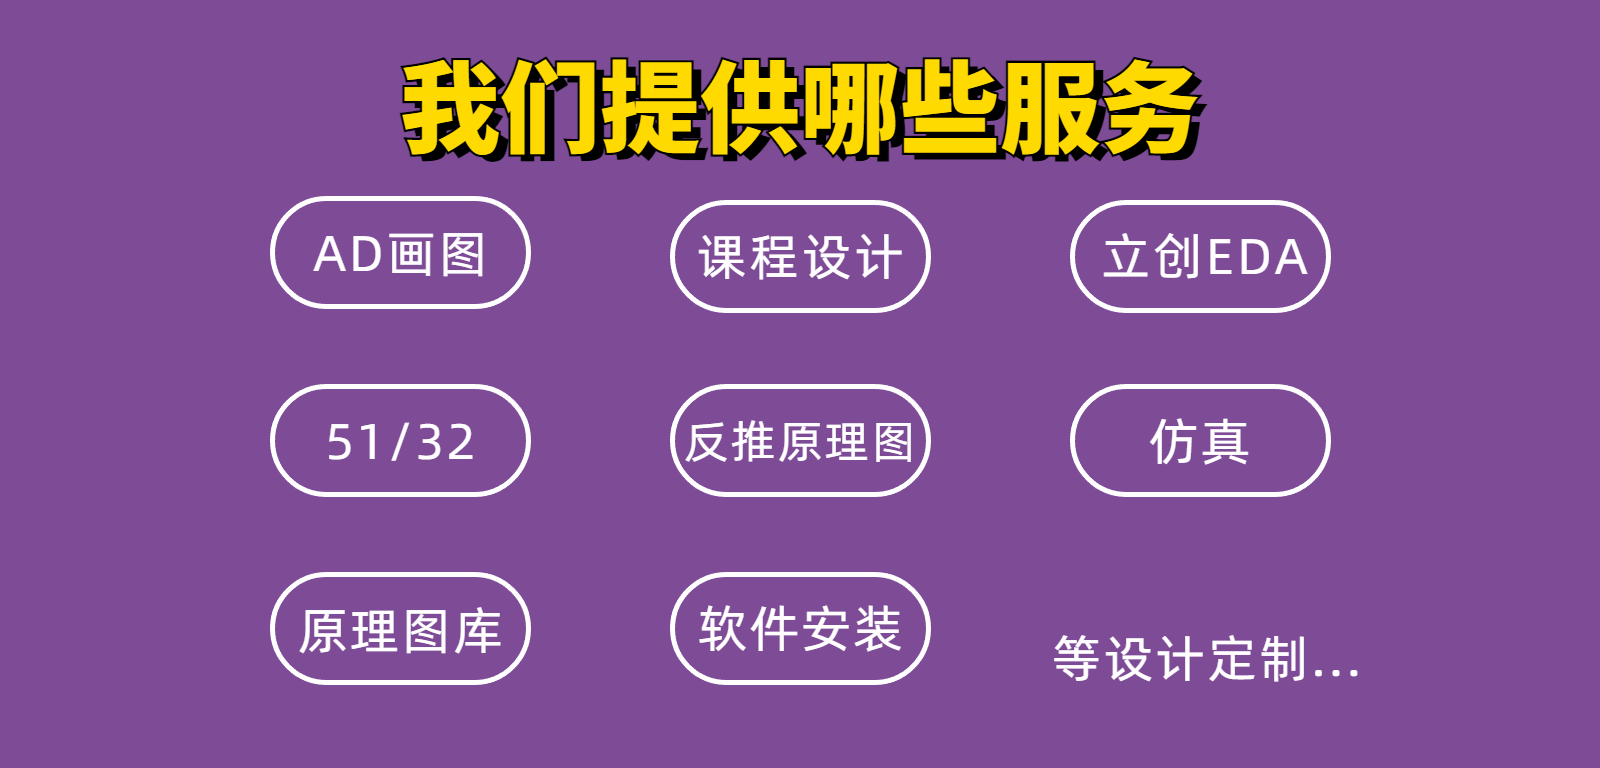 我们提供哪些服务
AD画图
课程设计
立创EDA
51/32
反推原理图
仿真
原理图库
软件安装
等设计定制...